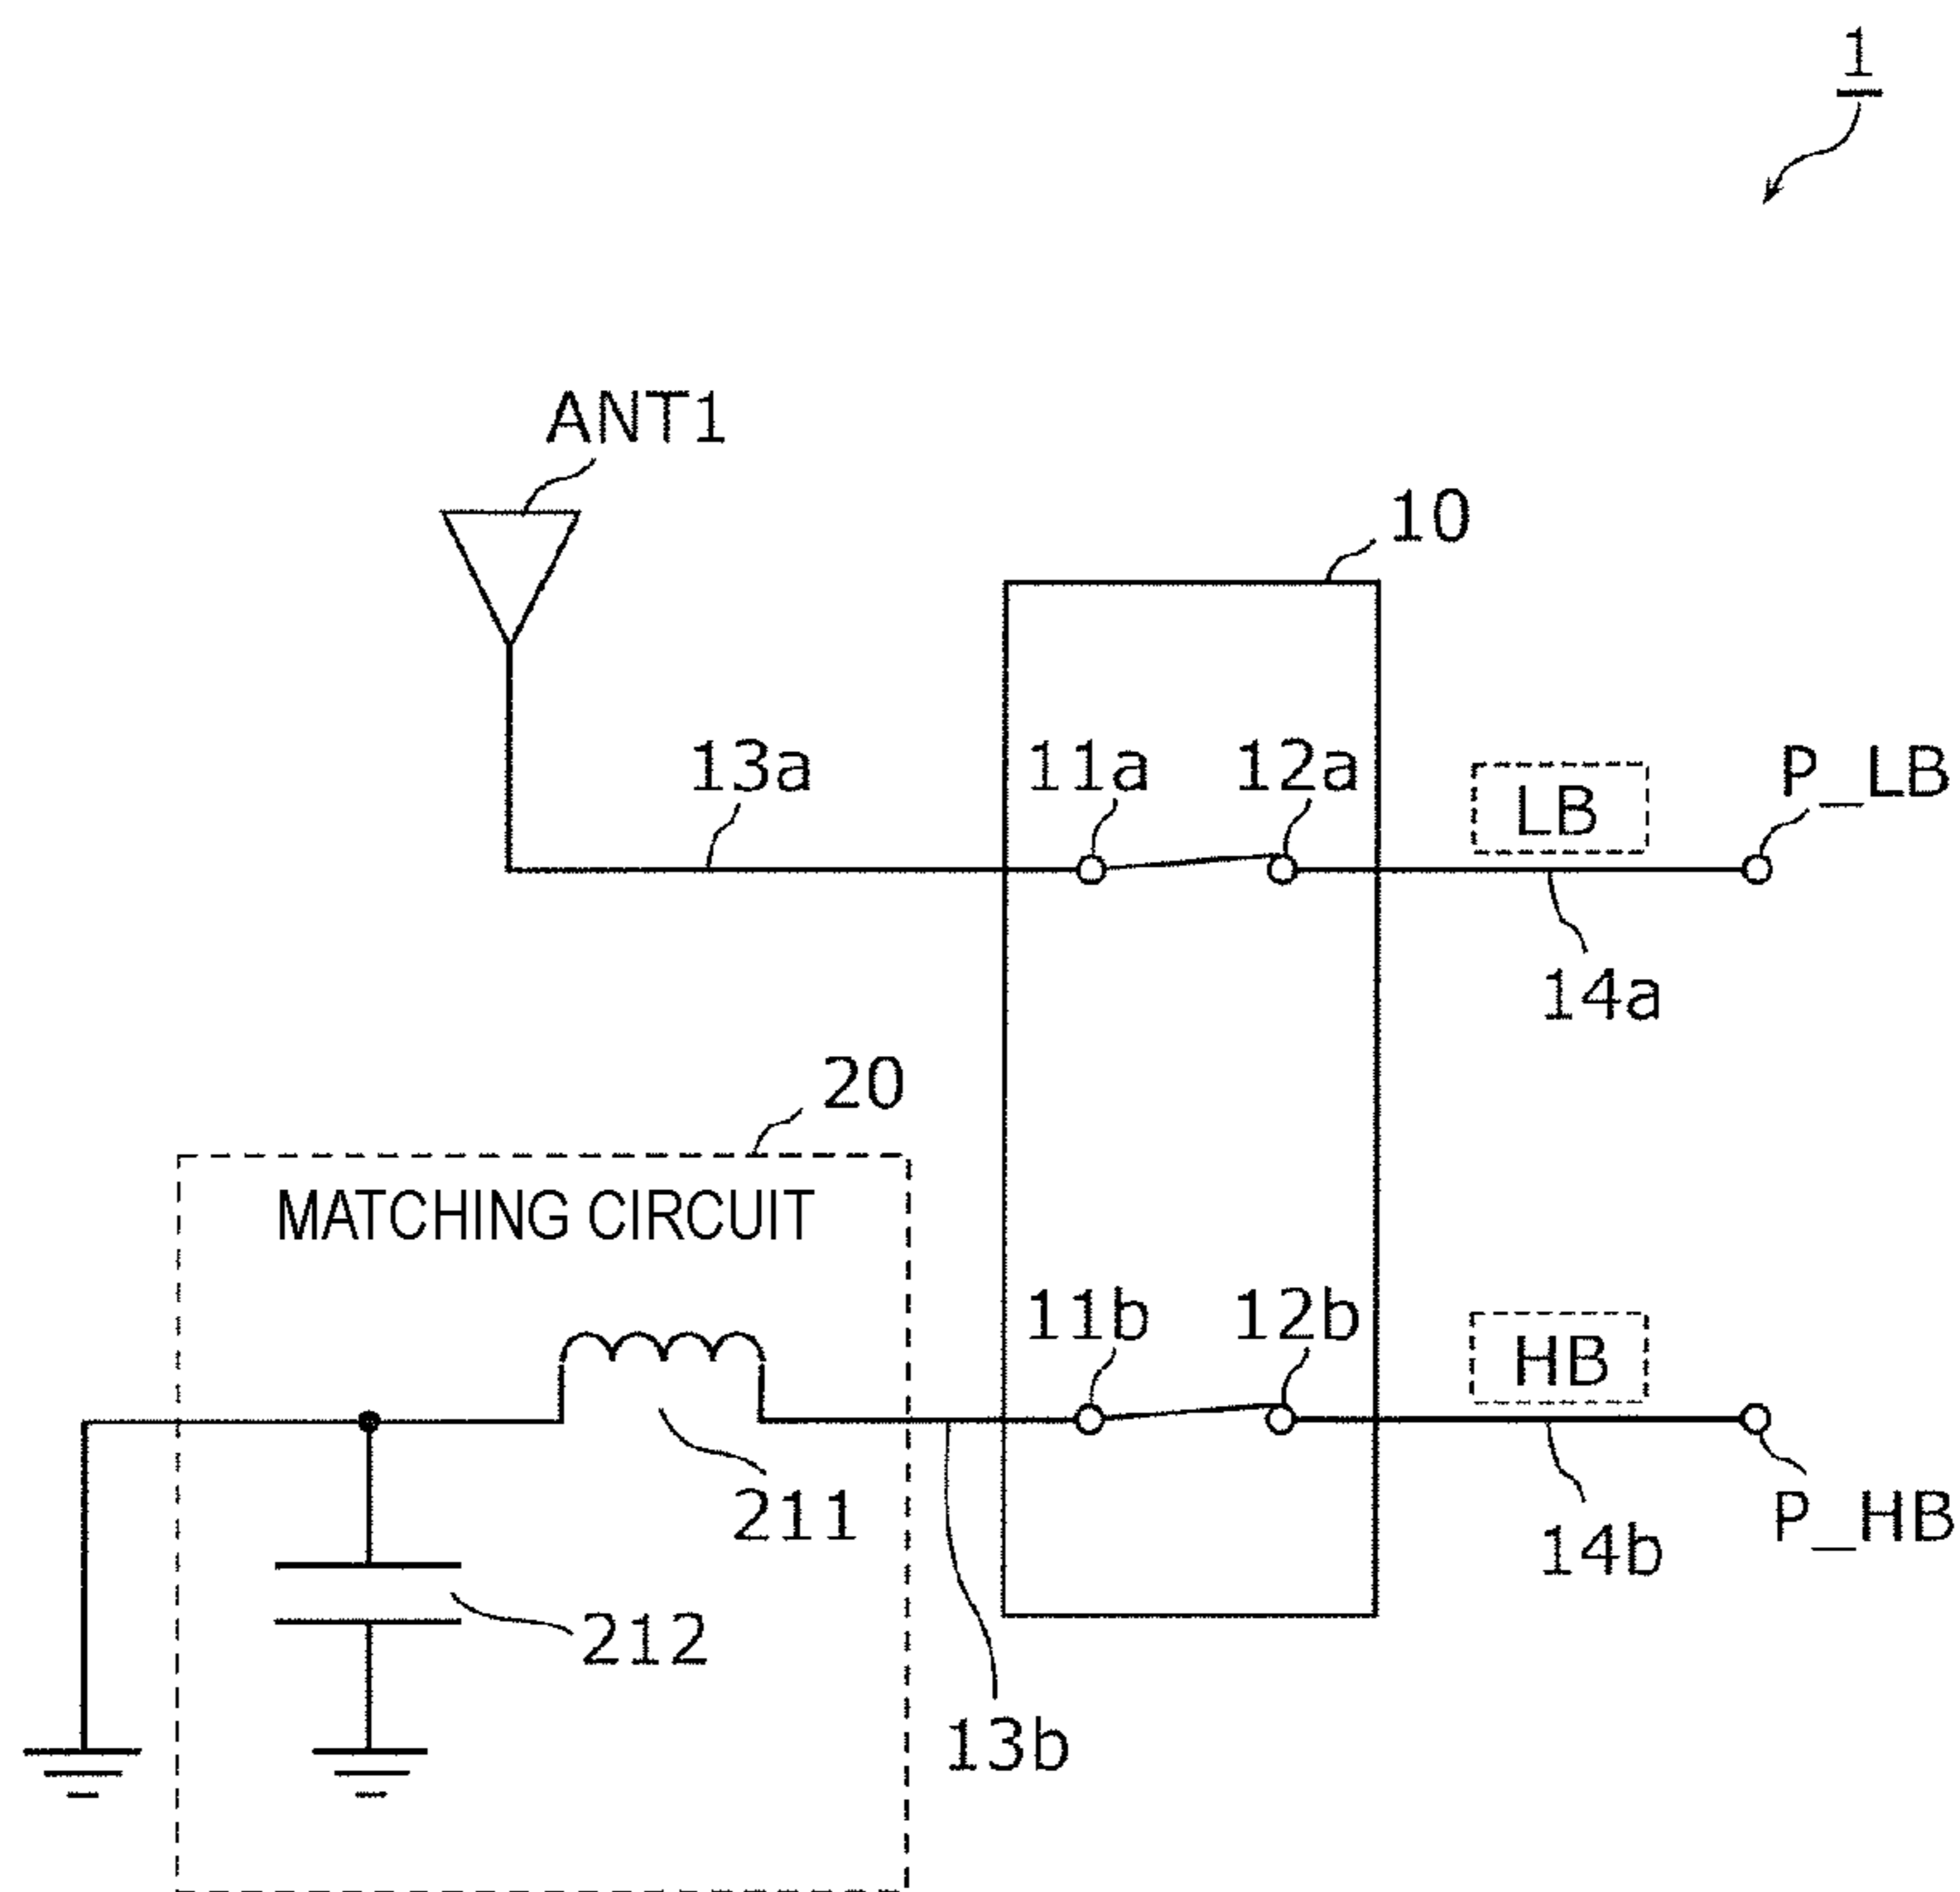 1
ANT1
10
13a
11a
12a
LB
P_LB
14a
20
MATCHING CIRCUIT
11b
12b
HB
211
P_HB
14b
212
13b